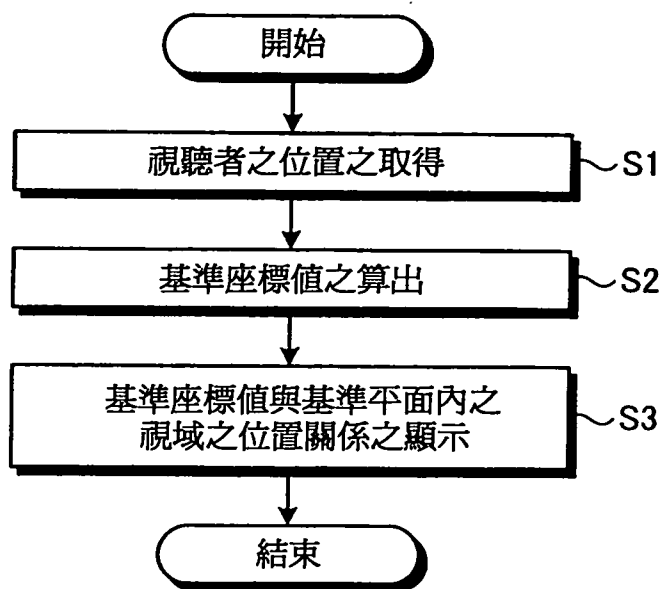 開始
視聽者之位置之取得
S1
基準座標值之算出
S2
基準座標值與基準平面內之
視域之位置關係之顯示
S3
結束